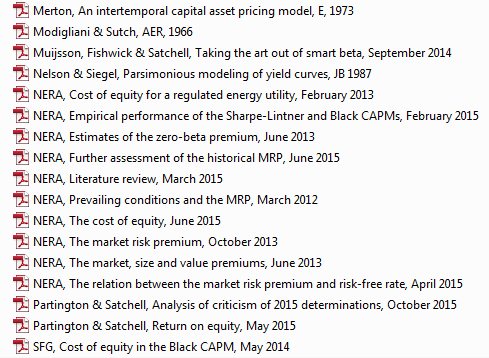 Merton, An intertemporal capital asset pricing model, E, 1973
Modigliani & Sutch, AER, 1966
Muijsson, Fishwick & Satchell, Taking the art out of smart beta, September 2014
Nelson & Siegel, Parsimonious modeling of yield curves, JB 1987
NERA, Cost of equity for a regulated energy utility, February 2013
NERA, Empirical performance of the Sharpe-Lintner and Black CAPMs, February 2015
NERA, Estimates of the zero-beta premium, June 2013
NERA, Further assessment of the historical MRP, June 2015
NERA, Literature review, March 2015
NERA, Prevailing conditions and the MRP, March 2012
NERA, The cost of equity, June 2015
NERA, The market risk premium, October 2013
NERA, The market, size and value premiums, June 2013
NERA, The relation between the market risk premium and risk-free rate, April 2015
Partington & Satchell, Analysis of criticism of 2015 determinations, October 2015
Partington & Satchell, Return on equity, May 2015
SFG, Cost of equity in the Black CAPM, May 2014